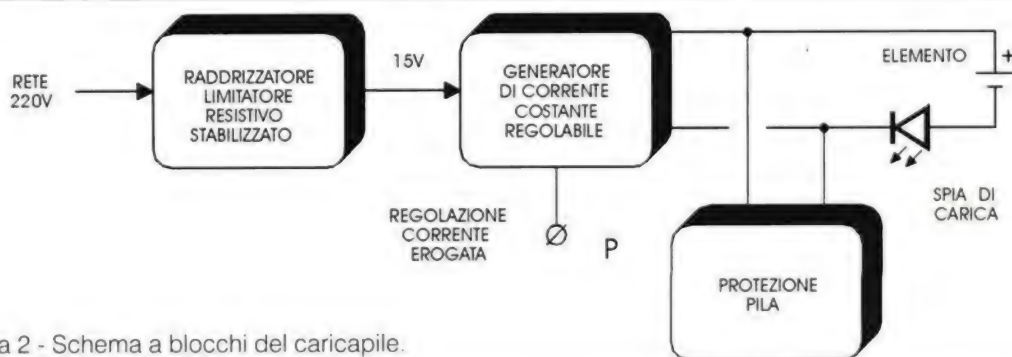 RETE
220V
RADDRIZZATORE
LIMITATORE
RESISTIVO
STABILIZZATO
15V
GENERATORE
DI CORRENTE
COSTANTE
REGOLABILE
ELEMENTO +
REGOLAZIONE
CORRENTE
EROGATA
P
SPIA DI
CARICA
PROTEZIONE
PILA
a 2 - Schema a blocchi del caricapile.